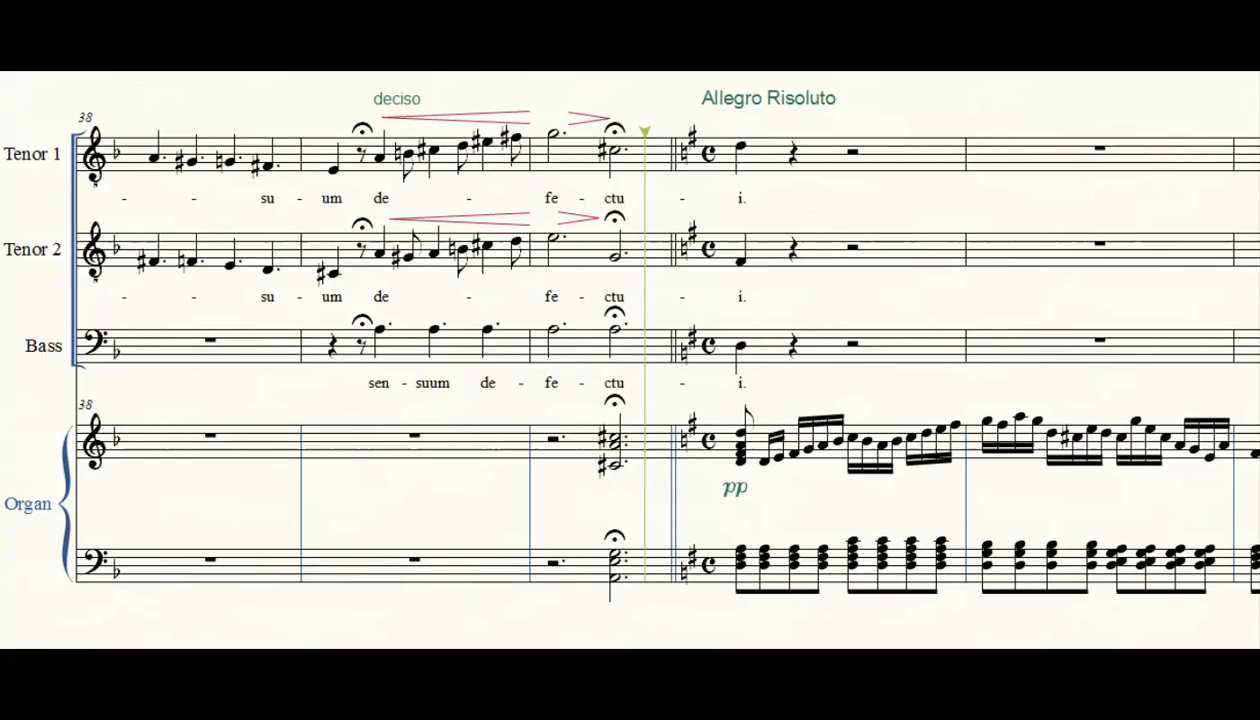 deciso Allegro Risoluto
38
Tenor 1
- - su - um de - fe - ctu - i.
Tenor 2
- - su - um de - fe - ctu - i.
Bass
sen - suum de - fe - ctu - i.
38
pp
Organ